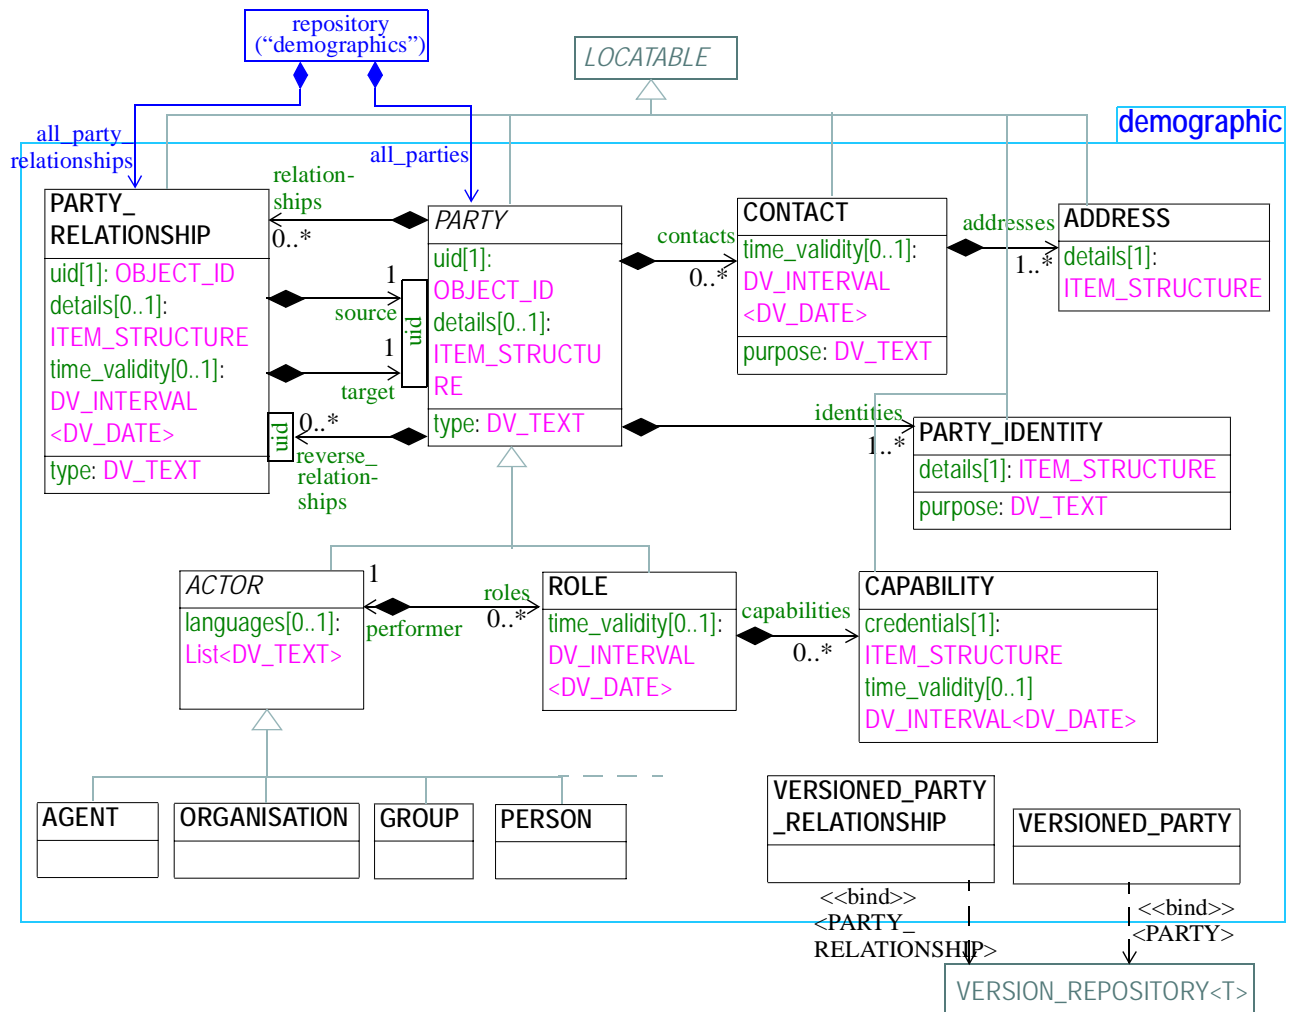 repository
(“demographics”)
LOCATABLE
demographic
all_party_
relationships
all_parties
relation-
ships
0..*
PARTY_
RELATIONSHIP
uid[1]: OBJECT_ID
details[0..1]:
ITEM_STRUCTURE
time_validity[0..1]:
DV_INTERVAL
<DV_DATE>
type: DV_TEXT
1
source
1
target
uid
uid
0..*
reverse_
relation-
ships
PARTY
uid[1]:
OBJECT_ID
details[0..1]:
ITEM_STRUCTU
RE
type: DV_TEXT
contacts
0..*
CONTACT
time_validity[0..1]:
DV_INTERVAL
<DV_DATE>
purpose: DV_TEXT
addresses
1..*
ADDRESS
details[1]:
ITEM_STRUCTURE
identities
1..*
PARTY_IDENTITY
details[1]: ITEM_STRUCTURE
purpose: DV_TEXT
ACTOR
languages[0..1]:
List<DV_TEXT>
1
performer
roles
0..*
ROLE
time_validity[0..1]:
DV_INTERVAL
<DV_DATE>
capabilities
0..*
CAPABILITY
credentials[1]:
ITEM_STRUCTURE
time_validity[0..1]
DV_INTERVAL<DV_DATE>
AGENT
ORGANISATION
GROUP
PERSON
VERSIONED_PARTY
_RELATIONSHIP
VERSIONED_PARTY
<<bind>>
<PARTY_
RELATIONSHIP>
<<bind>>
<PARTY>
VERSION_REPOSITORY<T>